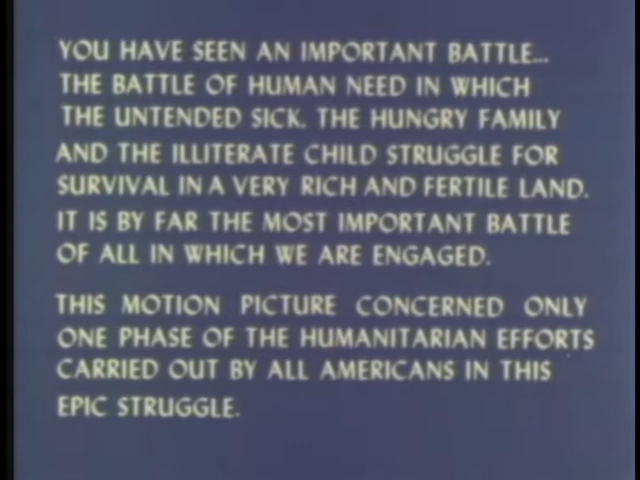 YOU HAVE SEEN AN IMPORTANT BATTLE...
THE BATTLE OF HUMAN NEED IN WHICH
THE UNTENDED SICK. THE HUNGRY FAMILY
AND THE ILLITERATE CHILD STRUGGLE FOR
SURVIVAL IN A VERY RICH AND FERTILE LAND.
IT IS BY FAR THE MOST IMPORTANT BATTLE
OF ALL IN WHICH WE ARE ENGAGED.
THIS MOTION PICTURE CONCERNED ONLY
ONE PHASE OF THE HUMANITARIAN EFFORTS
CARRIED OUT BY ALL AMERICANS IN THIS
EPIC STRUGGLE.